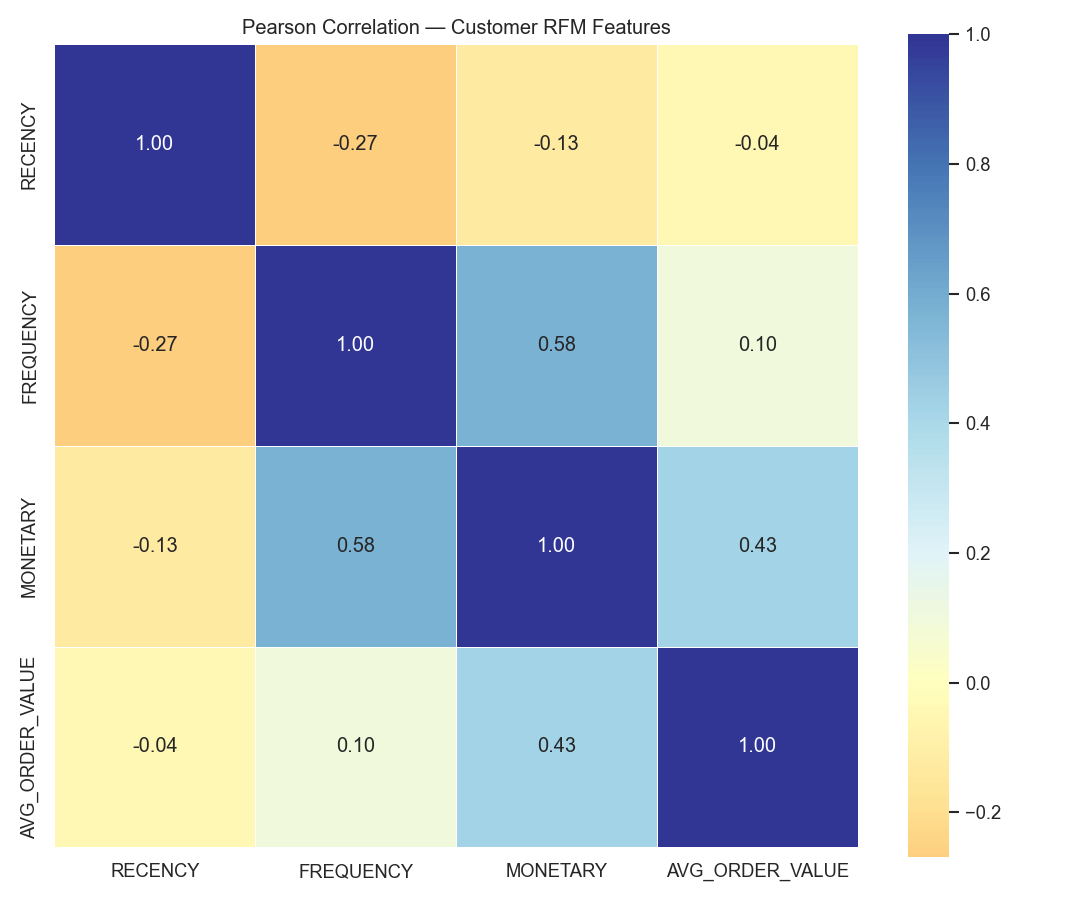 Pearson Correlation — Customer RFM Features
RECENCY 1.00 -0.27 -0.13 -0.04
FREQUENCY -0.27 1.00 0.58 0.10
MONETARY -0.13 0.58 1.00 0.43
AVG_ORDER_VALUE -0.04 0.10 0.43 1.00
RECENCY FREQUENCY MONETARY AVG_ORDER_VALUE
1.0
0.8
0.6
0.4
0.2
0.0
−0.2